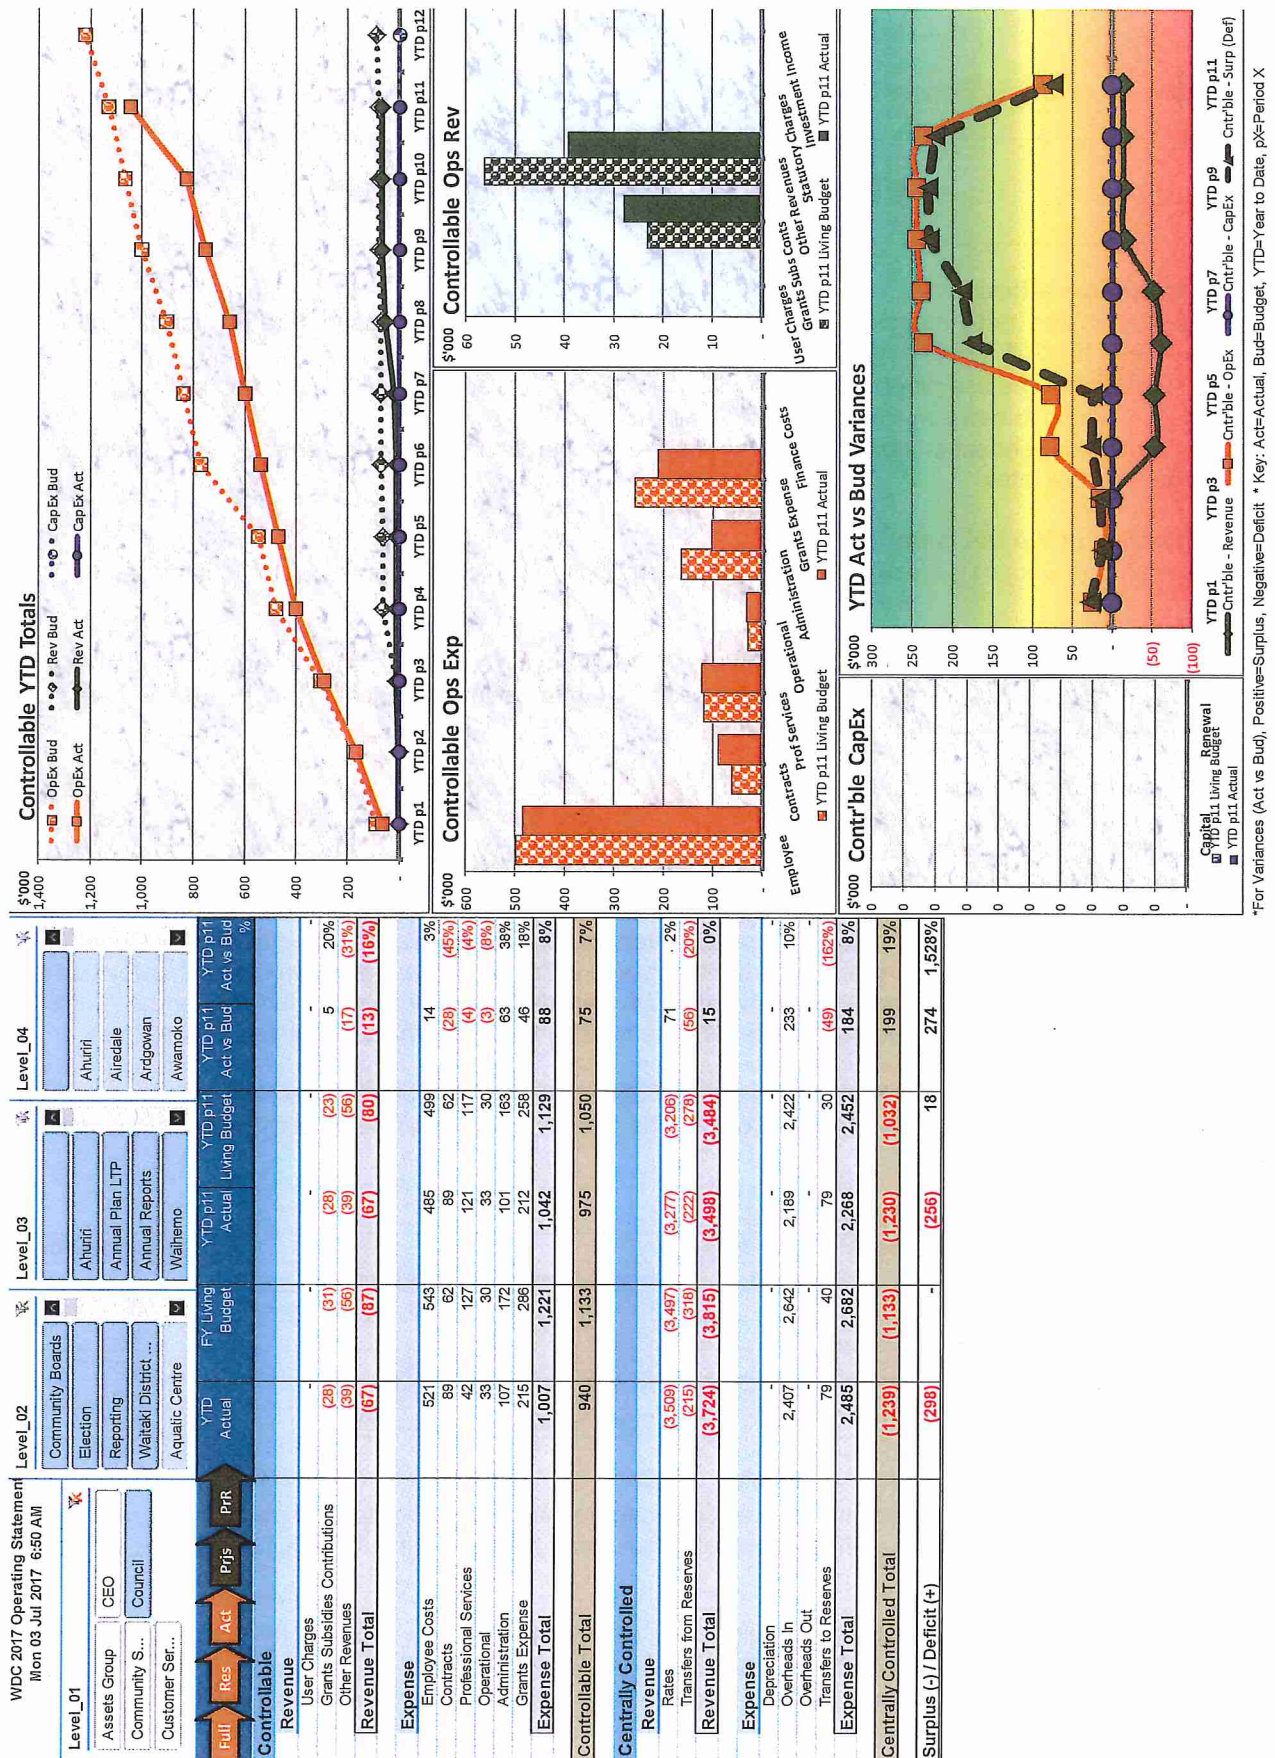 WDC 2017 Operating Statement
Mon 03 Jul 2017 6:50 AM
Level_01
Assets Group CEO
Community S... Council
Customer Ser...
Level_02
Community Boards
Election
Reporting
Waitaki District ...
Aquatic Centre
Level_03
Ahuriri
Annual Plan LTP
Annual Reports
Waihemo
Level_04
Ahuriri
Airedale
Ardgowan
Awamoko
Full Res Act Prjs PrR
YTD Actual FY Living Budget YTD p11 Actual YTD p11 Living Budget YTD p11 Act vs Bud YTD p11 Act vs Bud %
Controllable
Revenue
User Charges - - - - -
Grants Subsidies Contributions (28) (31) (28) (23) 5 20%
Other Revenues (39) (56) (39) (56) (17) (31%)
Revenue Total (67) (87) (67) (80) (13) (16%)
Expense
Employee Costs 521 543 485 499 14 3%
Contracts 89 62 89 62 (28) (45%)
Professional Services 42 127 121 117 (4) (4%)
Operational 33 30 33 30 (3) (8%)
Administration 107 172 101 163 63 38%
Grants Expense 215 286 212 258 46 18%
Expense Total 1,007 1,221 1,042 1,129 88 8%
Controllable Total 940 1,133 975 1,050 75 7%
Centrally Controlled
Revenue
Rates (3,509) (3,497) (3,277) (3,206) 71 2%
Transfers from Reserves (215) (318) (222) (278) (56) (20%)
Revenue Total (3,724) (3,815) (3,498) (3,484) 15 0%
Expense
Depreciation - - - - - -
Overheads In 2,407 2,642 2,189 2,422 233 10%
Overheads Out - - - - - -
Transfers to Reserves 79 40 79 30 (49) (162%)
Expense Total 2,485 2,682 2,268 2,452 184 8%
Centrally Controlled Total (1,239) (1,133) (1,230) (1,032) 199 19%
Surplus (-) / Deficit (+) (298) - (256) 18 274 1,528%
Controllable YTD Totals
$'000
1,400
1,200
1,000
800
600
400
200
-
OpEx Bud Rev Bud CapEx Bud
OpEx Act Rev Act CapEx Act
YTD p1 YTD p2 YTD p3 YTD p4 YTD p5 YTD p6 YTD p7 YTD p8 YTD p9 YTD p10 YTD p11 YTD p12
Controllable Ops Exp
$'000
600
500
400
300
200
100
-
Employee Contracts Prof Services Operational Administration Grants Expense Finance Costs
YTD p11 Living Budget YTD p11 Actual
Controllable Ops Rev
$'000
60
50
40
30
20
10
-
User Charges Grants Subs Conts Other Revenues Statutory Charges Investment Income
YTD p11 Living Budget YTD p11 Actual
Contr'ble CapEx
$'000
0
0
0
0
0
0
0
0
-
Capital Renewal
YTD p11 Living Budget
YTD p11 Actual
YTD Act vs Bud Variances
$'000
300
250
200
150
100
50
-
(50)
(100)
YTD p1 YTD p3 YTD p5 YTD p7 YTD p9 YTD p11
Cntr'ble - Revenue Cntr'ble - OpEx Cntr'ble - CapEx Cntr'ble - Surp (Def)
*For Variances (Act vs Bud), Positive=Surplus, Negative=Deficit * Key: Act=Actual, Bud=Budget, YTD=Year to Date, pX=Period X